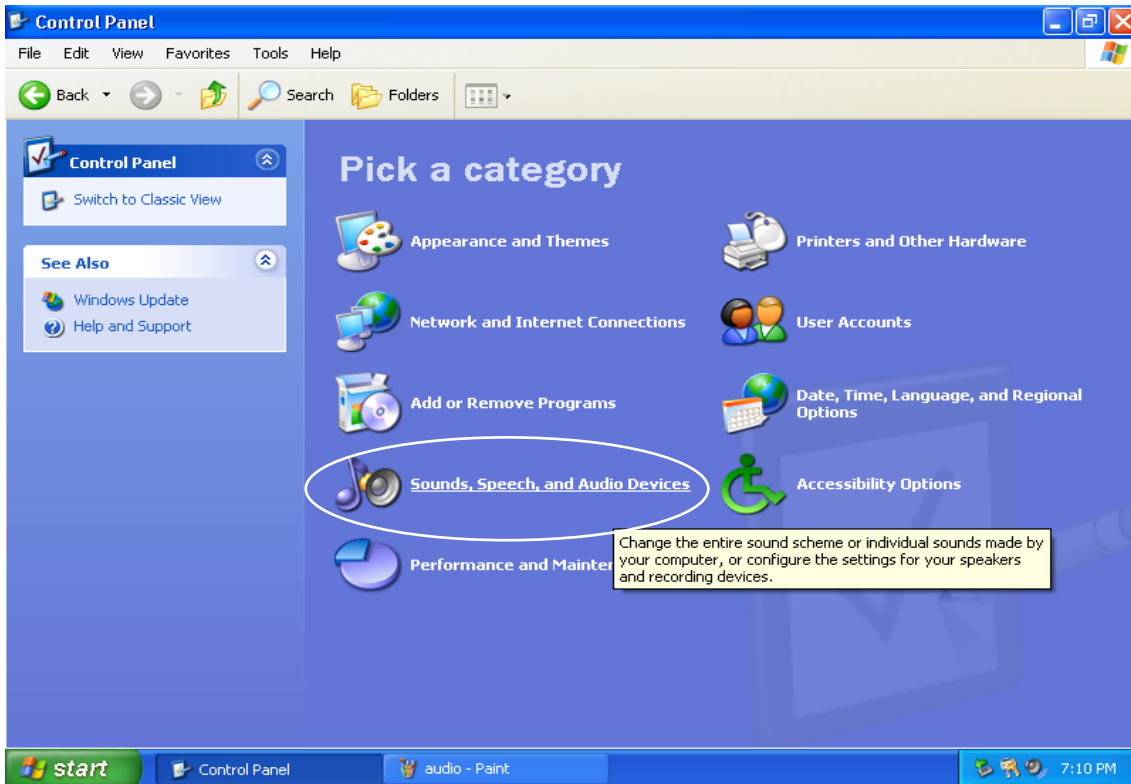 Control Panel
File Edit View Favorites Tools Help
Back Search Folders
Control Panel
Switch to Classic View
See Also
Windows Update
Help and Support
Pick a category
Appearance and Themes
Printers and Other Hardware
Network and Internet Connections
User Accounts
Add or Remove Programs
Date, Time, Language, and Regional
Options
Sounds, Speech, and Audio Devices
Accessibility Options
Performance and Mainten
Change the entire sound scheme or individual sounds made by
your computer, or configure the settings for your speakers
and recording devices.
start Control Panel audio - Paint 7:10 PM